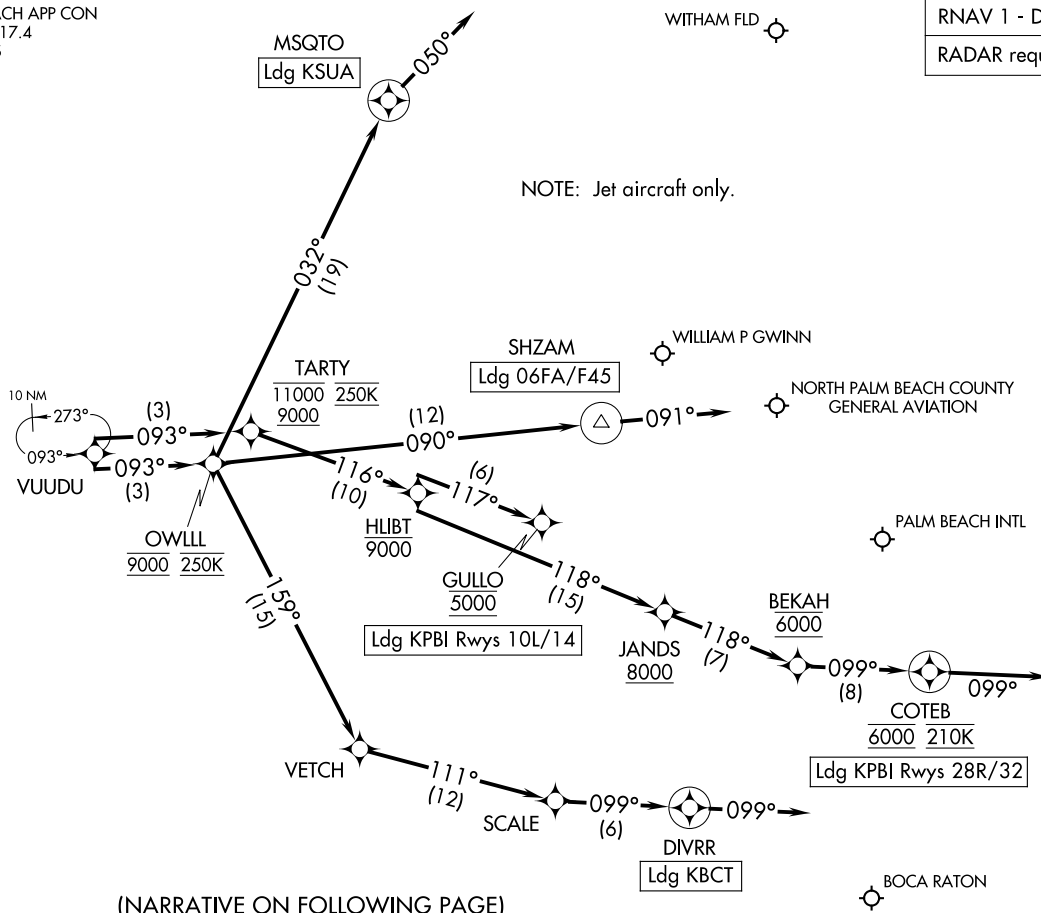 ACH APP CON
17.4
WITHAM FLD
RNAV 1 - D
RADAR requ
MSQTO
Ldg KSUA
050°
NOTE: Jet aircraft only.
032°
(19)
WILLIAM P GWINN
SHZAM
Ldg 06FA/F45
TARTY
11000 250K
9000
NORTH PALM BEACH COUNTY
GENERAL AVIATION
10 NM
273°
093°
(3)
093°
(12)
090°
091°
VUUDU
093°
(3)
116°
(10)
(6)
117°
OWLLL
9000 250K
HLIBT
9000
PALM BEACH INTL
GULLO
5000
118°
(15)
Ldg KPBI Rwys 10L/14
159°
(15)
BEKAH
6000
JANDS
8000
118°
(7)
099°
(8)
099°
COTEB
6000 210K
Ldg KPBI Rwys 28R/32
VETCH
111°
(12)
SCALE
099°
(6)
099°
DIVRR
Ldg KBCT
BOCA RATON
(NARRATIVE ON FOLLOWING PAGE)